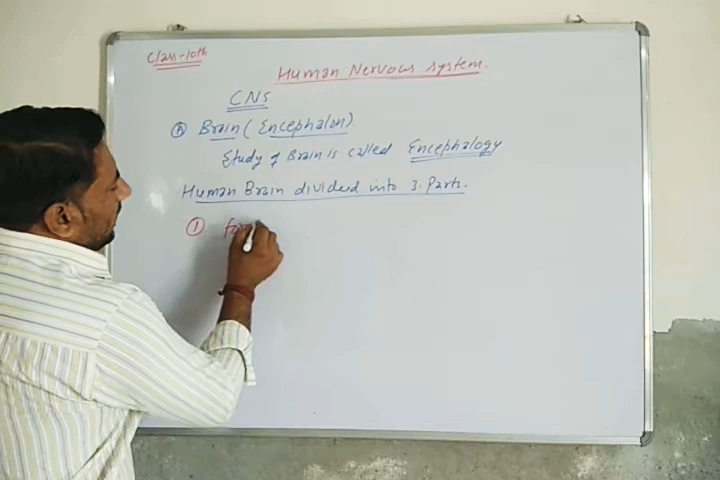 Class-10th
Human Nervous system.
CNS
A Brain (Encephalon)
Study of Brain is called Encephalogy
Human Brain divided into 3 Parts.
1 for